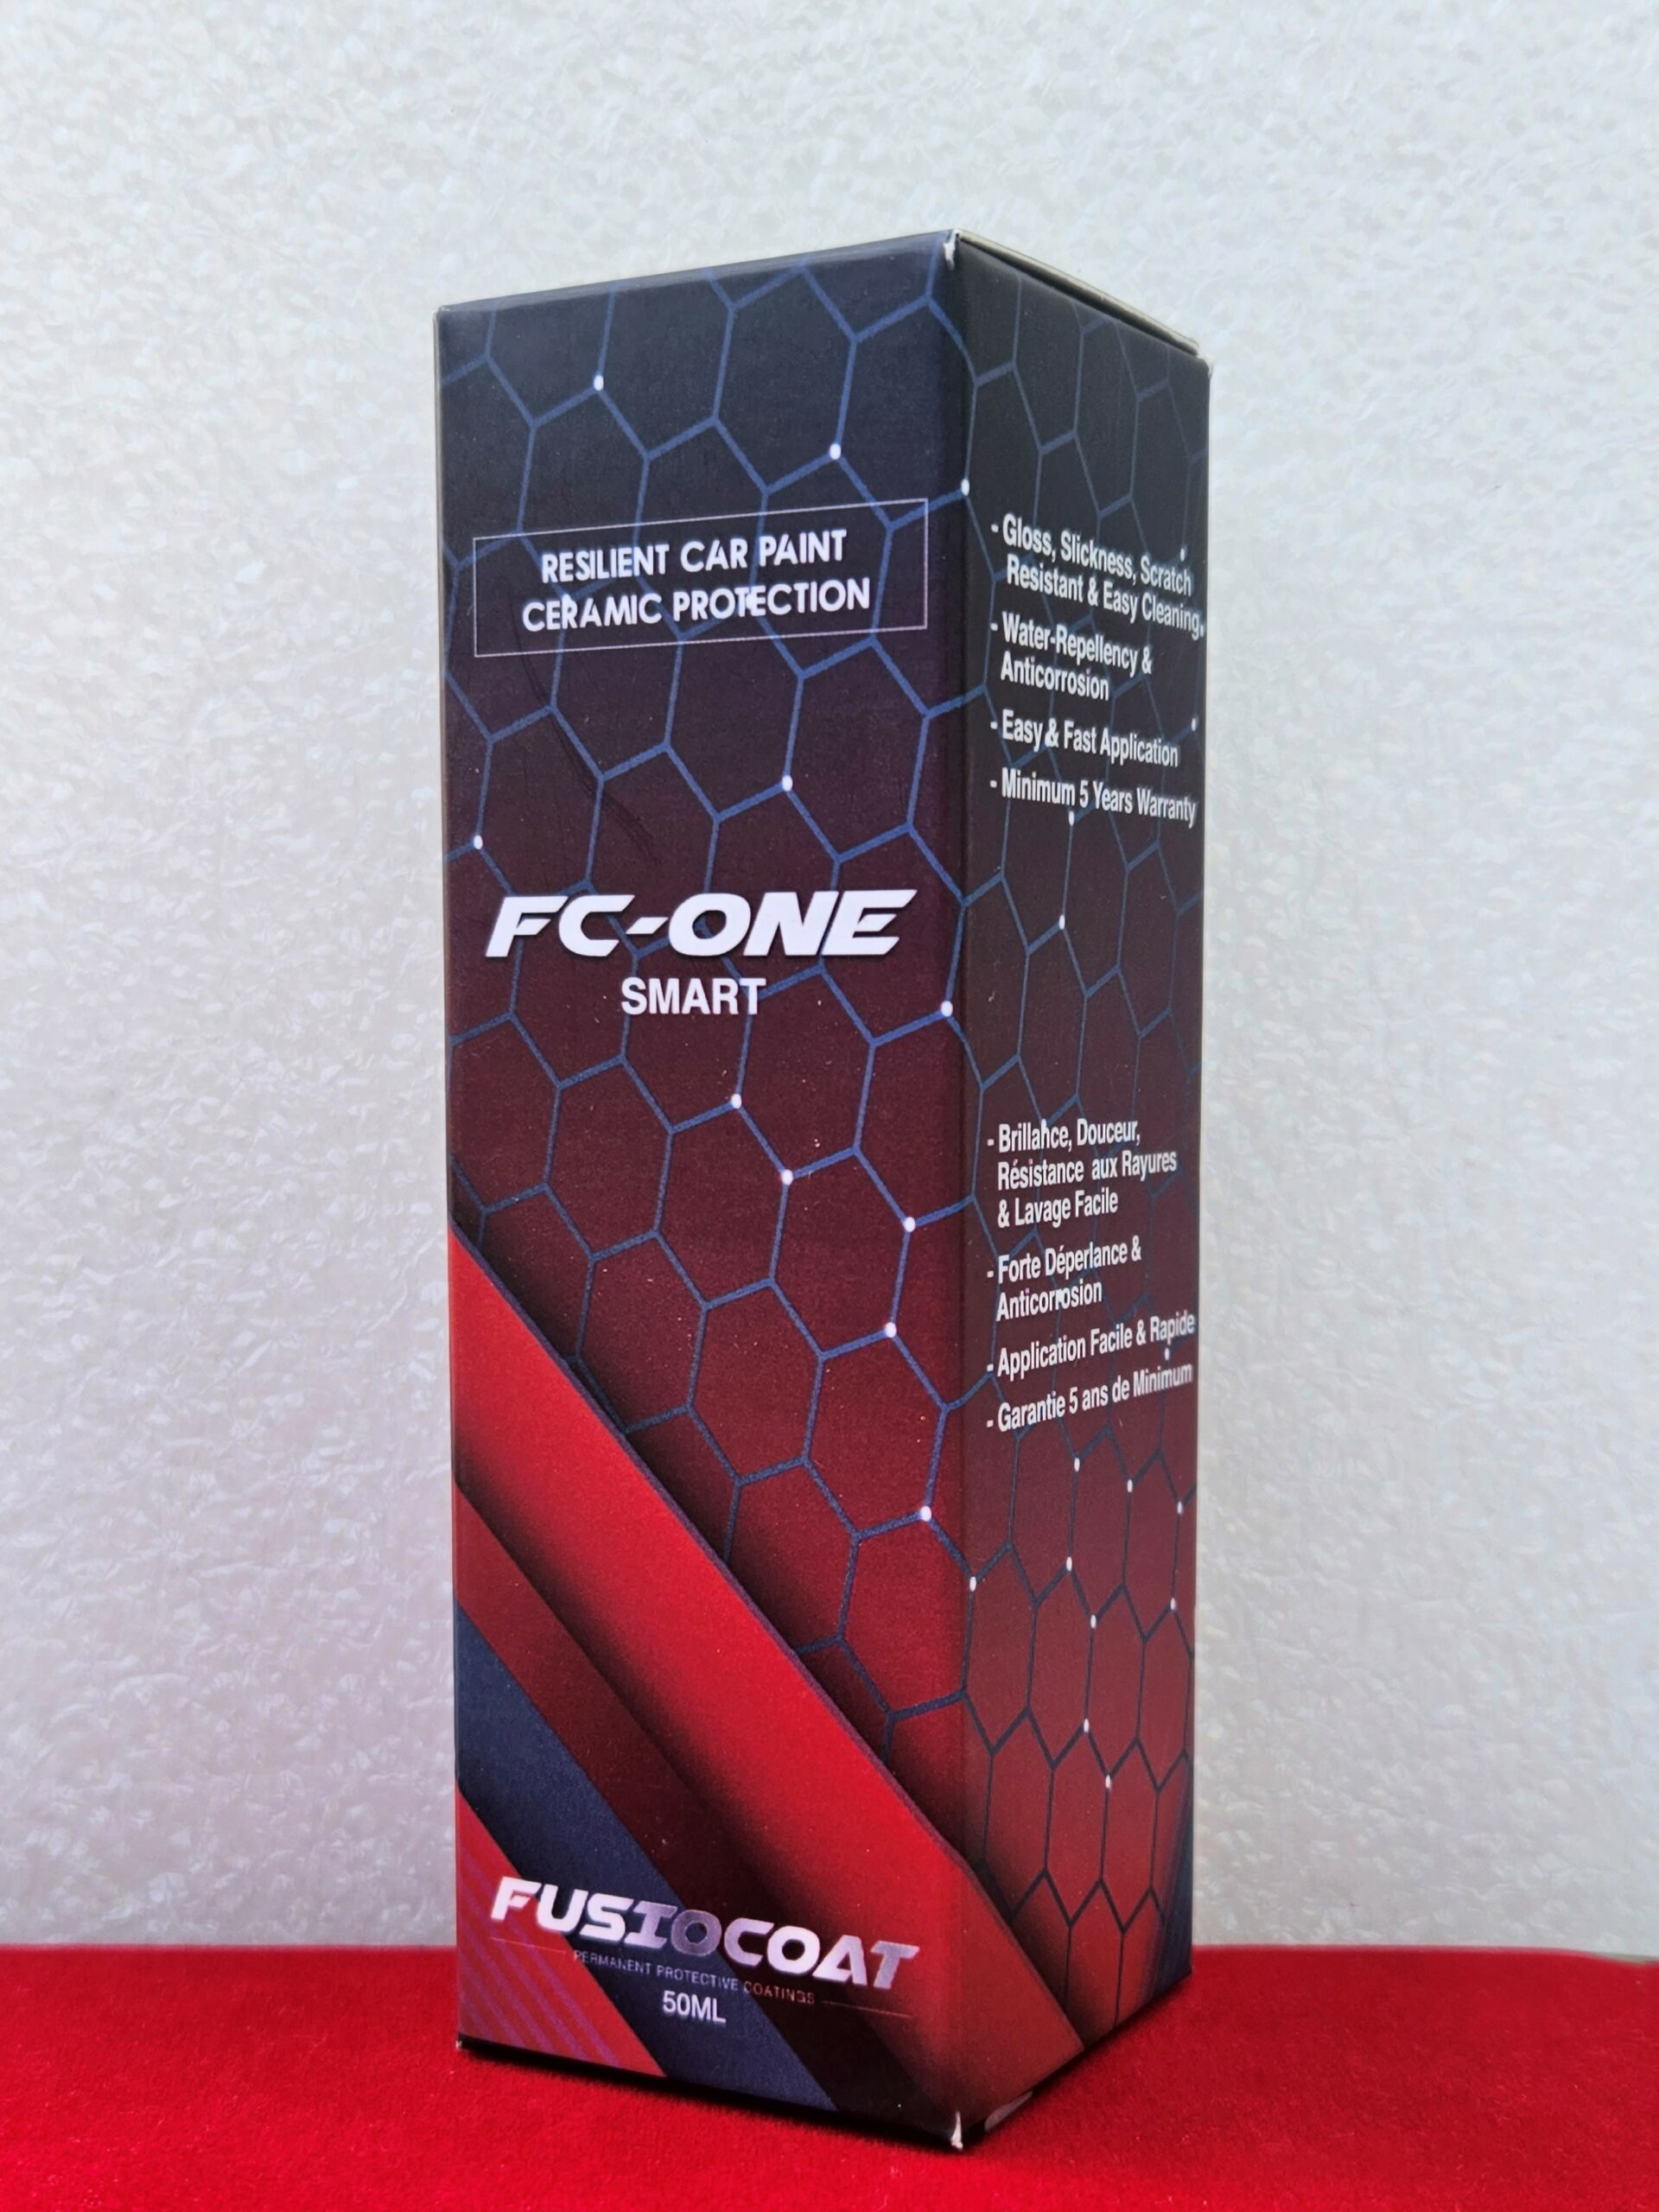 RESILIENT CAR PAINT
CERAMIC PROTECTION
FC-ONE
SMART
FUSIOCOAT
PERMANENT PROTECTIVE COATINGS
50ML
- Gloss, Slickness, Scratch
Resistant & Easy Cleaning.
- Water-Repellency &
Anticorrosion
- Easy & Fast Application
- Minimum 5 Years Warranty
- Brillance, Douceur,
Résistance aux Rayures
& Lavage Facile
- Forte Déperlance &
Anticorrosion
- Application Facile & Rapide
- Garantie 5 ans de Minimum